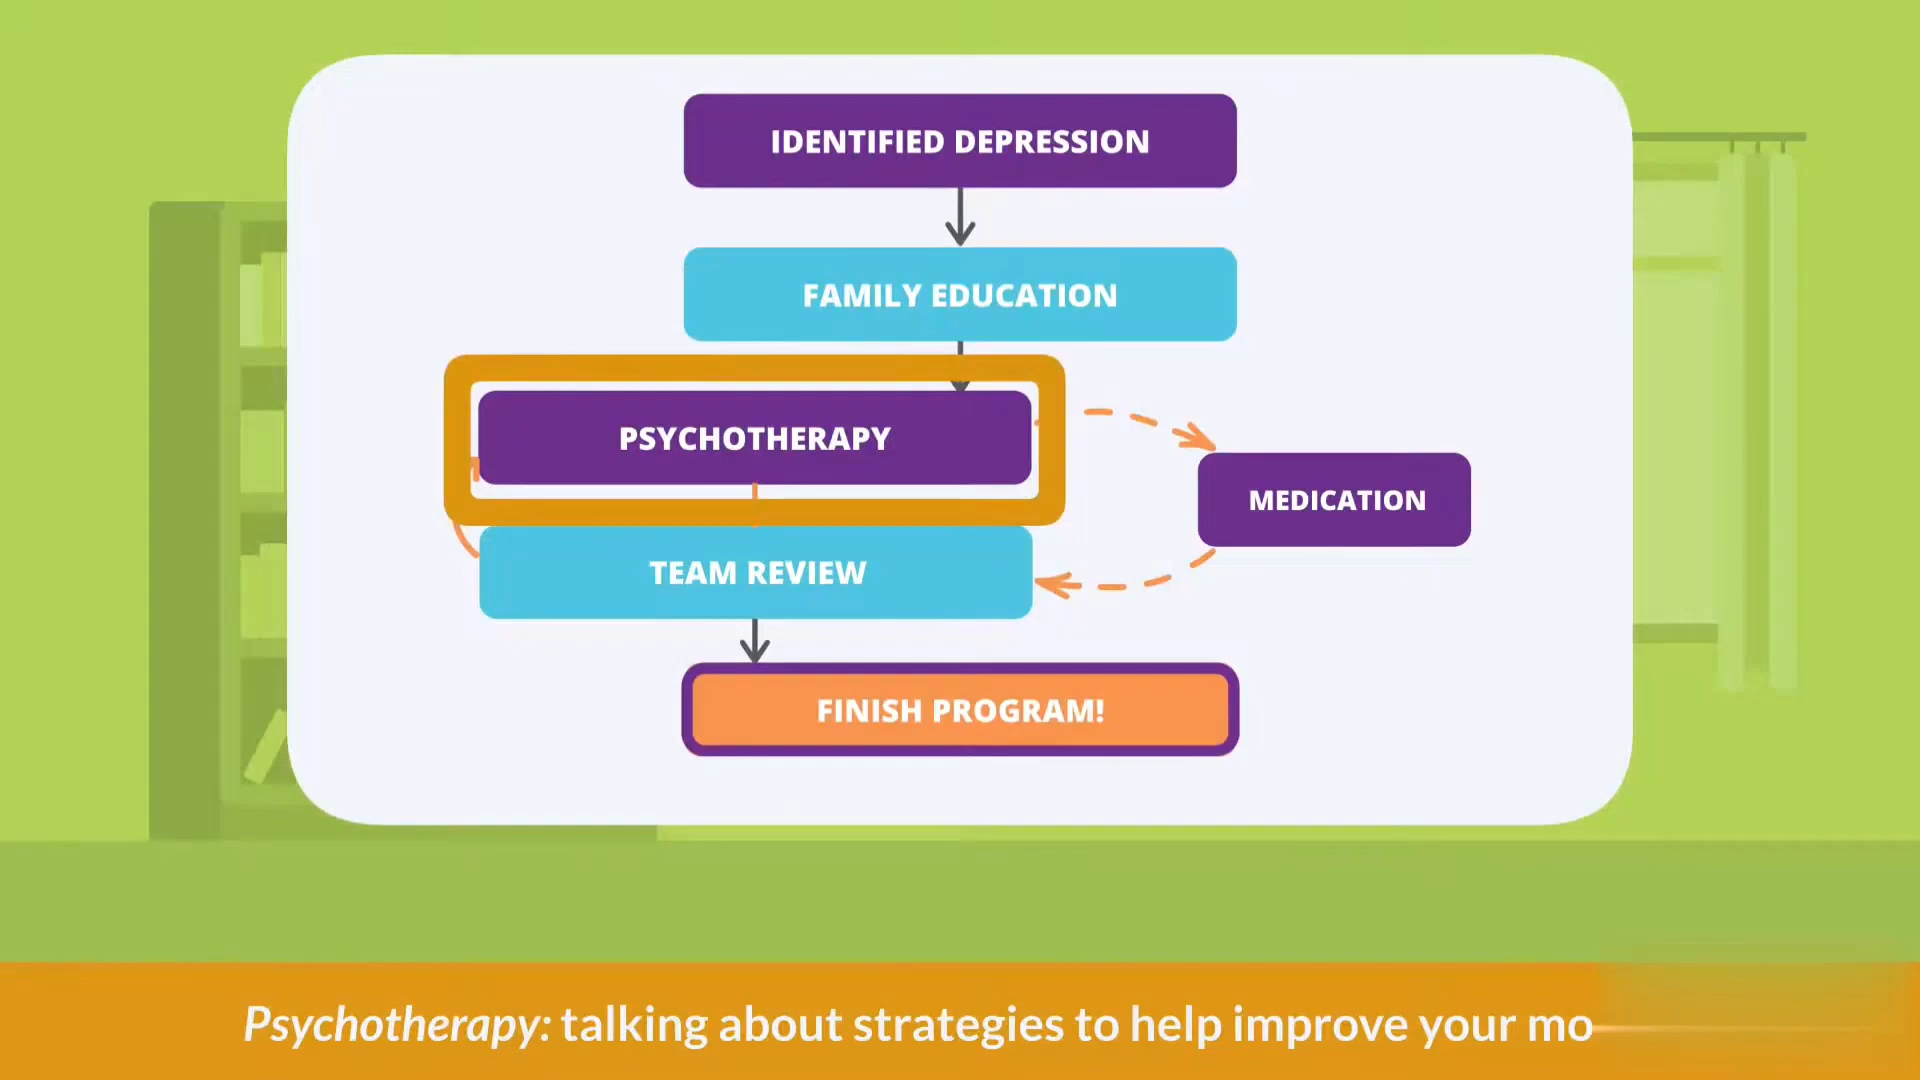 IDENTIFIED DEPRESSION
FAMILY EDUCATION
PSYCHOTHERAPY
MEDICATION
TEAM REVIEW
FINISH PROGRAM!
Psychotherapy: talking about strategies to help improve your mo